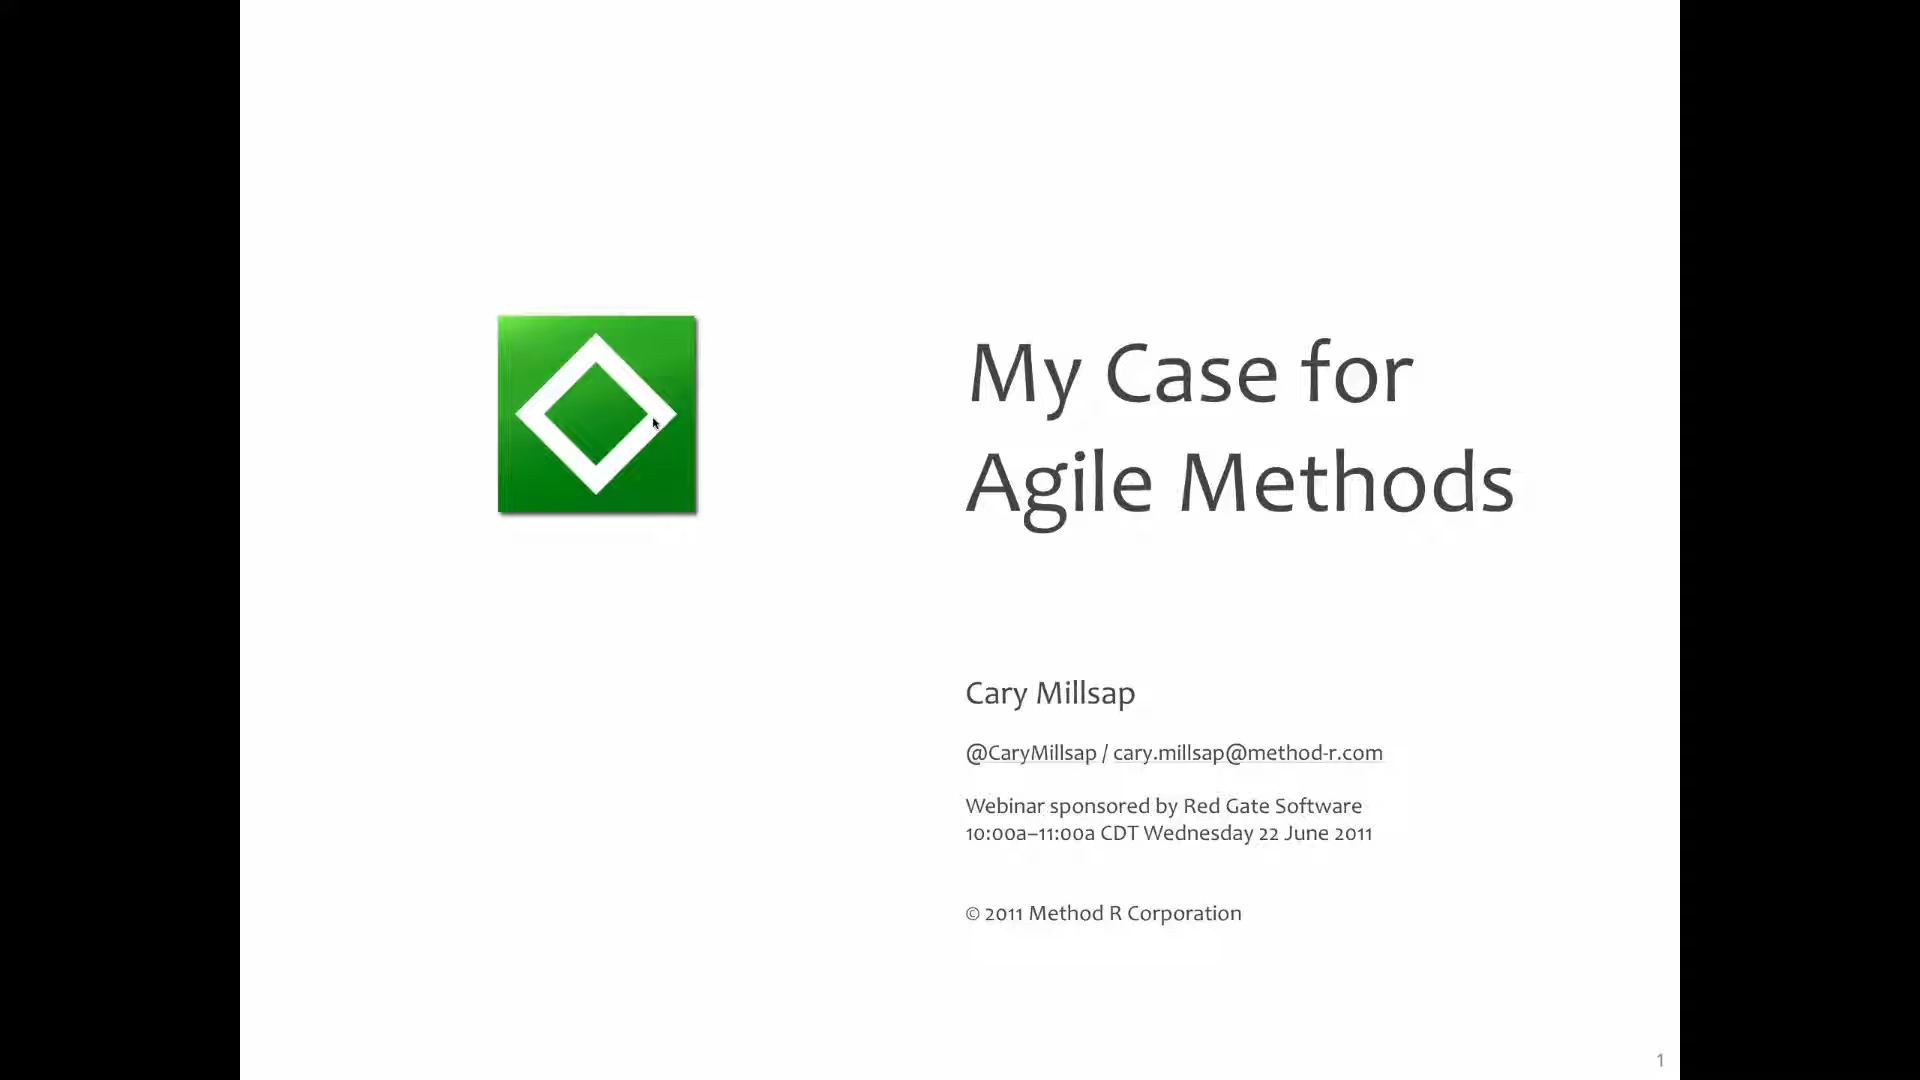 My Case for
Agile Methods
Cary Millsap
@CaryMillsap / cary.millsap@method-r.com
Webinar sponsored by Red Gate Software
10:00a–11:00a CDT Wednesday 22 June 2011
© 2011 Method R Corporation
1